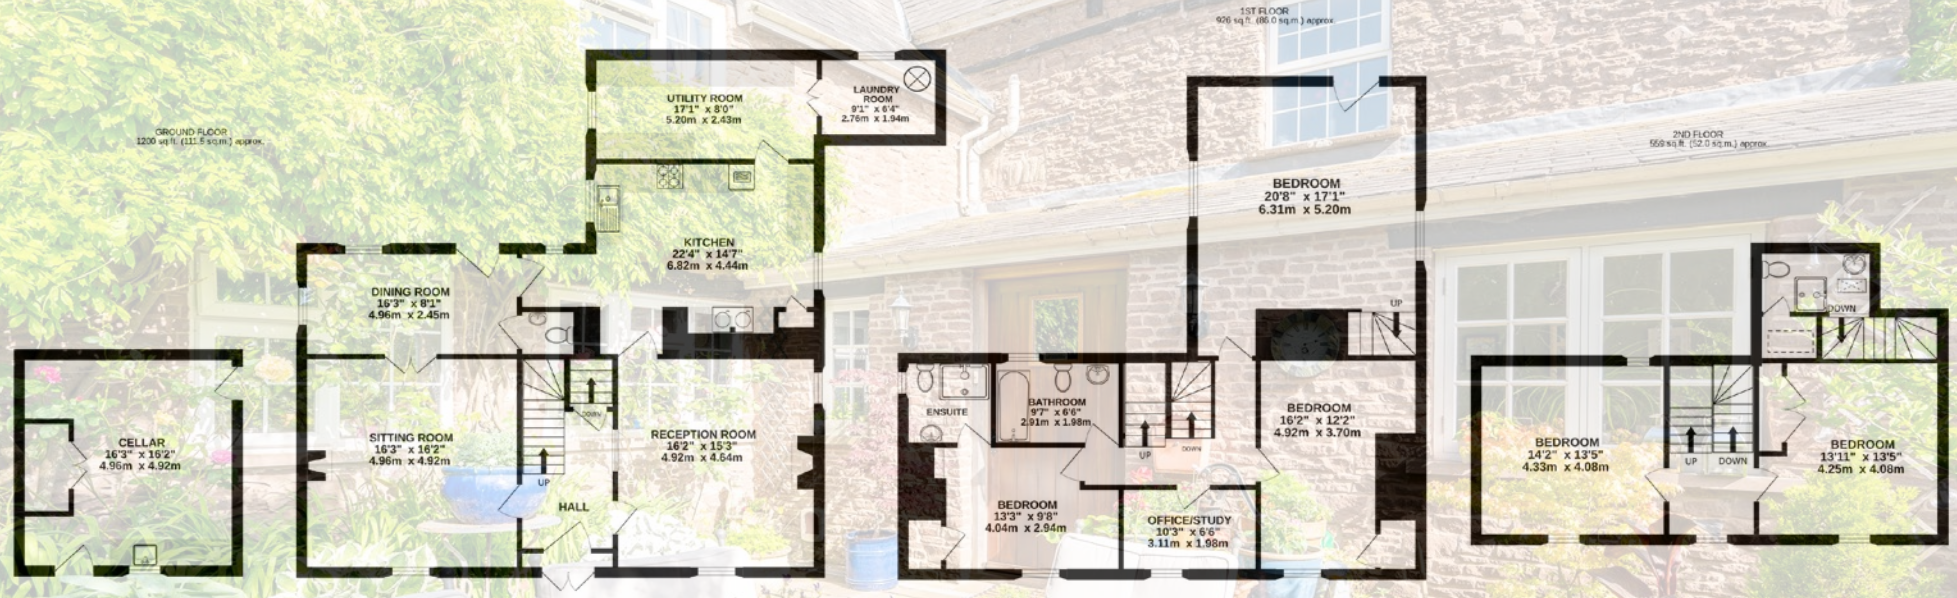 GROUND FLOOR
1200 sq.ft. (111.5 sq.m.) approx.
CELLAR
16'3" x 16'2"
4.96m x 4.92m
DINING ROOM
16'3" x 8'1"
4.96m x 2.45m
SITTING ROOM
16'3" x 16'2"
4.96m x 4.92m
UTILITY ROOM
17'1" x 8'0"
5.20m x 2.43m
LAUNDRY
ROOM
9'1" x 6'4"
2.76m x 1.94m
KITCHEN
22'4" x 14'7"
6.82m x 4.44m
DOWN
UP
HALL
RECEPTION ROOM
16'2" x 15'3"
4.92m x 4.64m
1ST FLOOR
926 sq.ft. (86.0 sq.m.) approx.
BEDROOM
20'8" x 17'1"
6.31m x 5.20m
UP
ENSUITE
BATHROOM
9'7" x 6'6"
2.91m x 1.98m
UP
DOWN
BEDROOM
16'2" x 12'2"
4.92m x 3.70m
BEDROOM
13'3" x 9'8"
4.04m x 2.94m
OFFICE/STUDY
10'3" x 6'6"
3.11m x 1.98m
2ND FLOOR
559 sq.ft. (52.0 sq.m.) approx.
DOWN
BEDROOM
14'2" x 13'5"
4.33m x 4.08m
UP
DOWN
BEDROOM
13'11" x 13'5"
4.25m x 4.08m